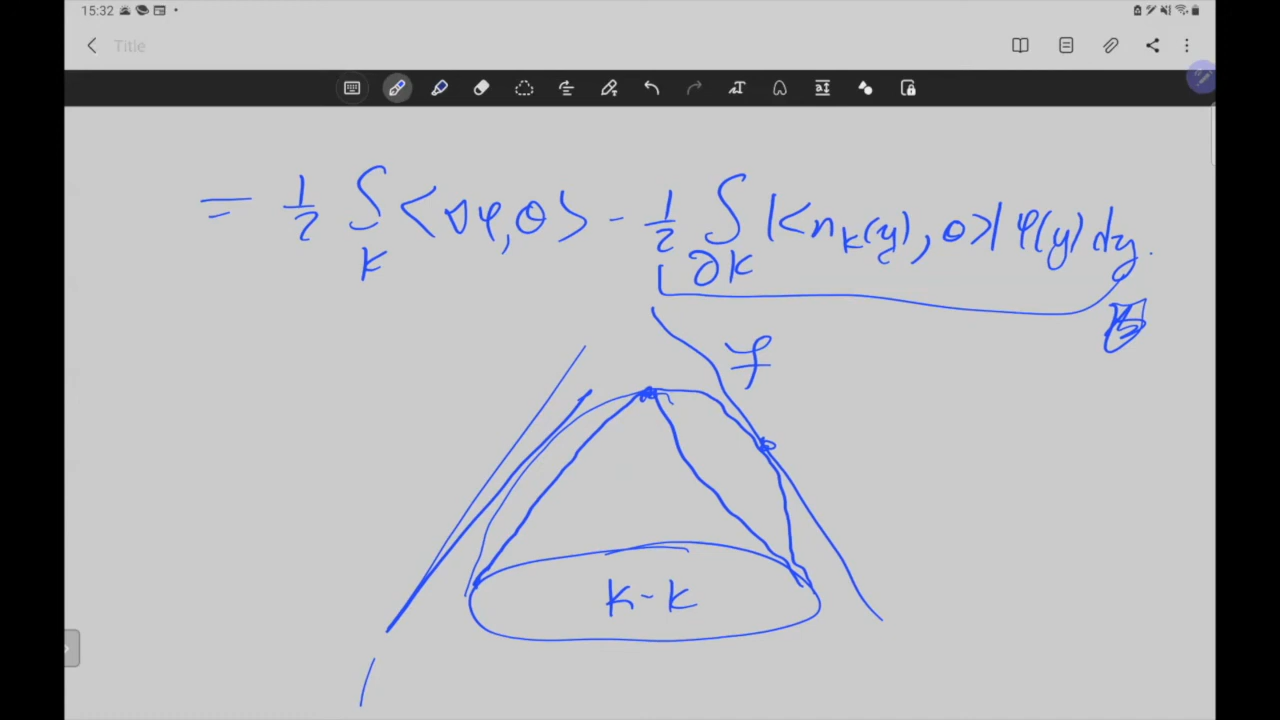 15:32
Title
= 1/2 ∫_K <∇φ, θ> - 1/2 ∫_{∂K} |<n_K(y), θ>| φ(y) dy.
f
K - K